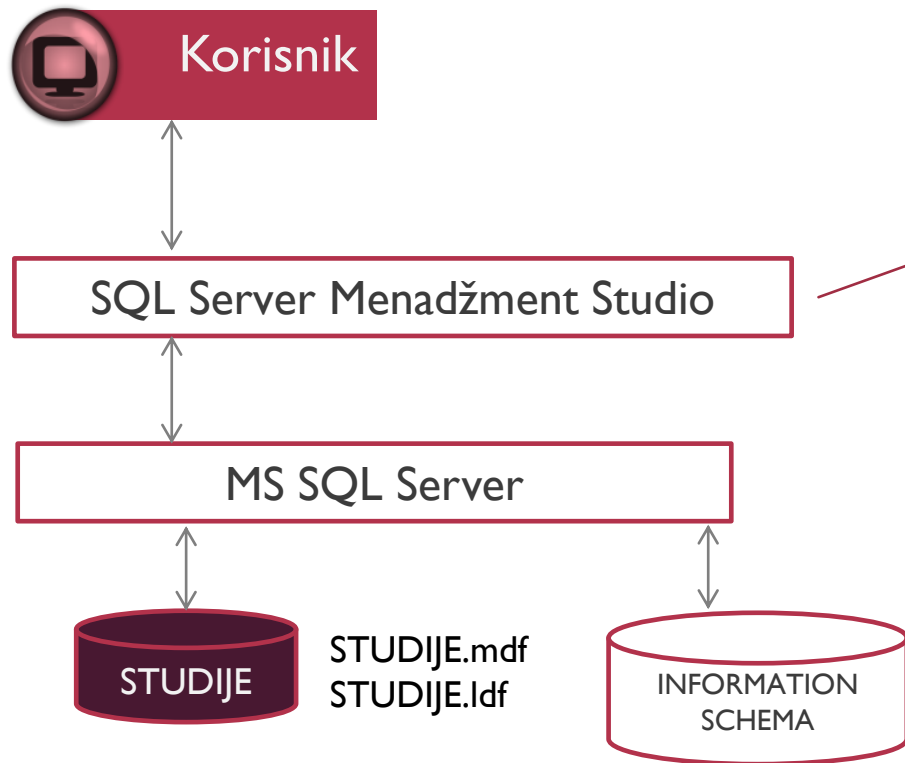 Korisnik
SQL Server Menadžment Studio
MS SQL Server
STUDIJE
STUDIJE.mdf
STUDIJE.ldf
INFORMATION
SCHEMA